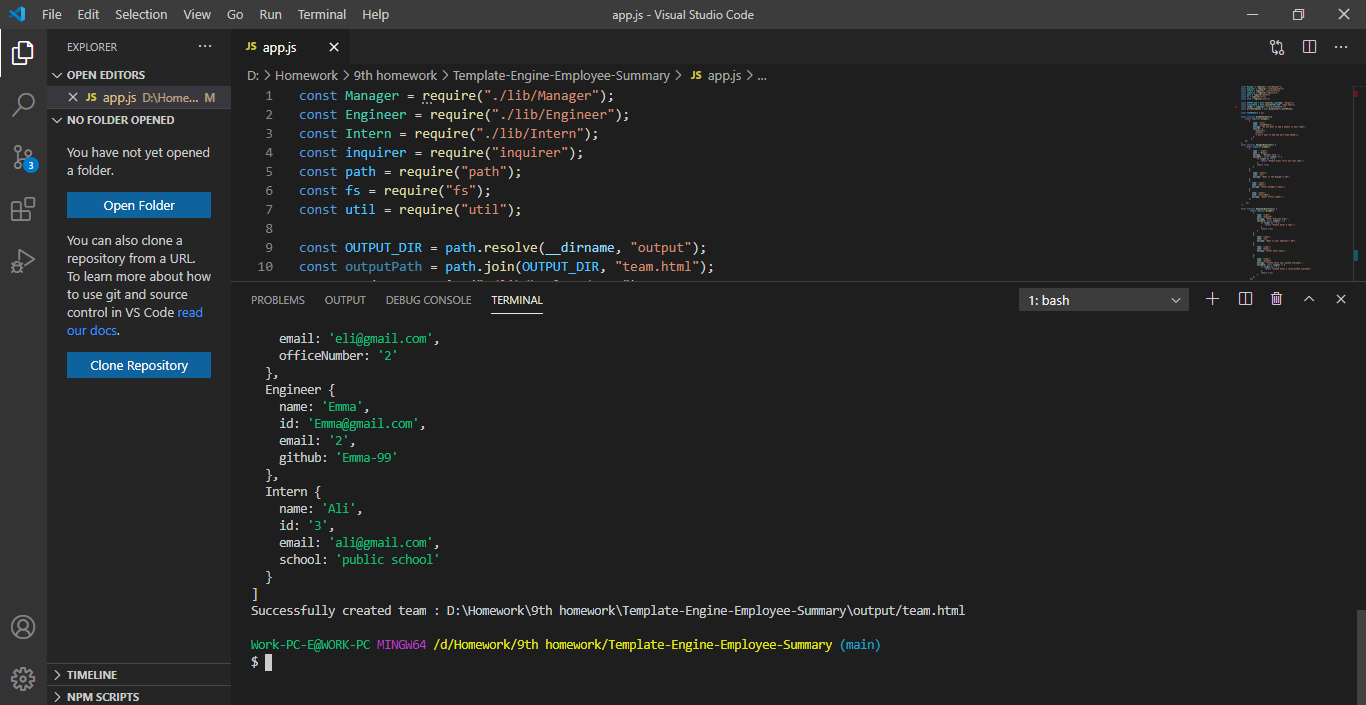 File Edit Selection View Go Run Terminal Help
app.js - Visual Studio Code
EXPLORER
OPEN EDITORS
JS app.js D:\Home... M
NO FOLDER OPENED
You have not yet opened
a folder.
Open Folder
You can also clone a
repository from a URL.
To learn more about how
to use git and source
control in VS Code read
our docs.
Clone Repository
TIMELINE
NPM SCRIPTS
3
JS app.js
D: > Homework > 9th homework > Template-Engine-Employee-Summary > JS app.js > ...
1 const Manager = require("./lib/Manager");
2 const Engineer = require("./lib/Engineer");
3 const Intern = require("./lib/Intern");
4 const inquirer = require("inquirer");
5 const path = require("path");
6 const fs = require("fs");
7 const util = require("util");
8
9 const OUTPUT_DIR = path.resolve(__dirname, "output");
10 const outputPath = path.join(OUTPUT_DIR, "team.html");
PROBLEMS OUTPUT DEBUG CONSOLE TERMINAL
1: bash
email: 'eli@gmail.com',
officeNumber: '2'
},
Engineer {
name: 'Emma',
id: 'Emma@gmail.com',
email: '2',
github: 'Emma-99'
},
Intern {
name: 'Ali',
id: '3',
email: 'ali@gmail.com',
school: 'public school'
}
]
Successfully created team : D:\Homework\9th homework\Template-Engine-Employee-Summary\output/team.html
Work-PC-E@WORK-PC MINGW64 /d/Homework/9th homework/Template-Engine-Employee-Summary (main)
$